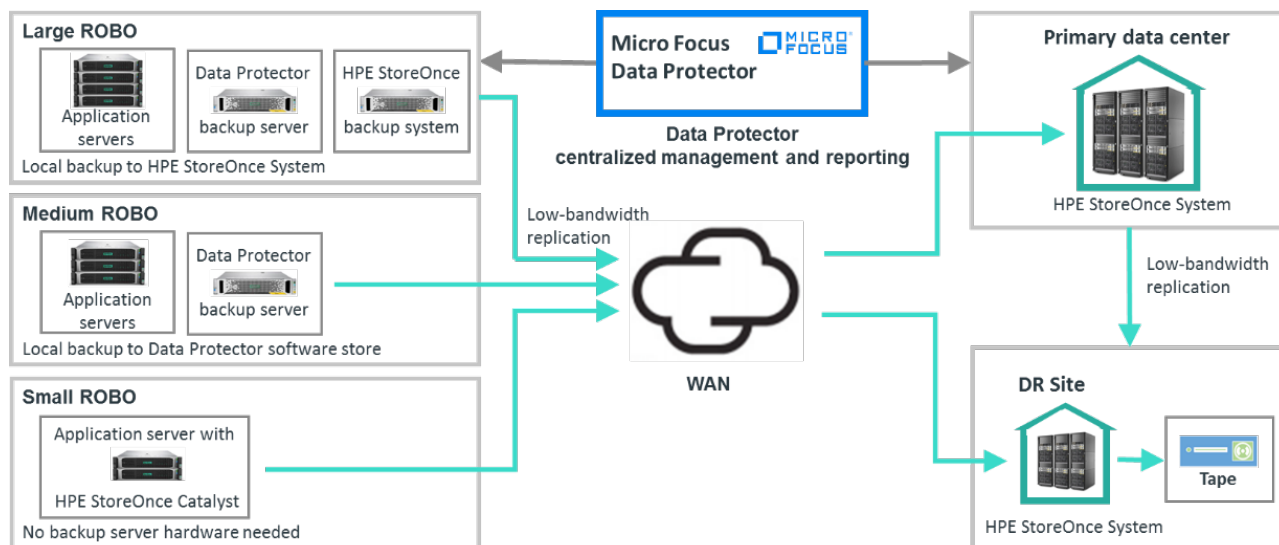 Large ROBO
Data Protector
backup server
HPE StoreOnce
backup system
Application
servers
Local backup to HPE StoreOnce System
Medium ROBO
Data Protector
backup server
Application
servers
Local backup to Data Protector software store
Small ROBO
Application server with
HPE StoreOnce Catalyst
No backup server hardware needed
Micro Focus
Data Protector
MICRO
FOCUS
Data Protector
centralized management and reporting
Low-bandwidth
replication
WAN
Primary data center
HPE StoreOnce System
Low-bandwidth
replication
DR Site
HPE StoreOnce System
Tape